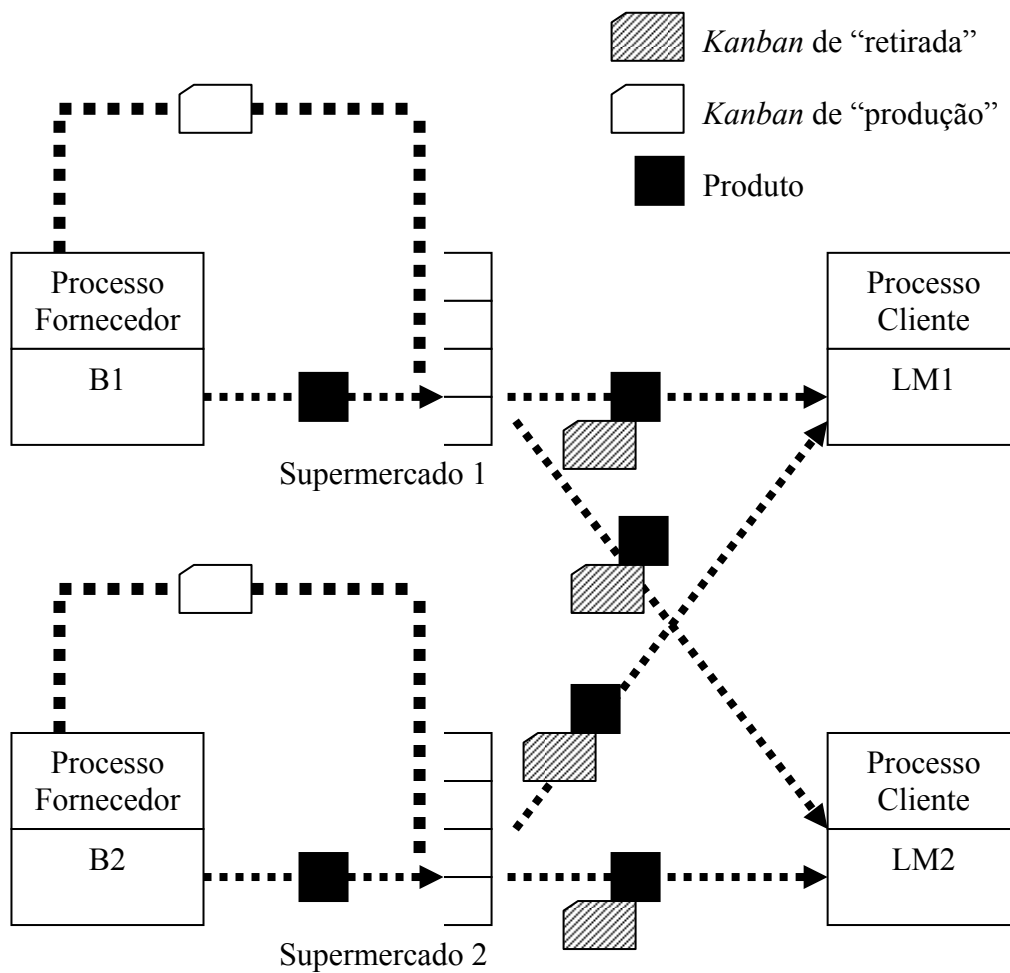 Kanban de “retirada”
Kanban de “produção”
Produto
Processo
Fornecedor
B1
Supermercado 1
Processo
Cliente
LM1
Processo
Fornecedor
B2
Supermercado 2
Processo
Cliente
LM2